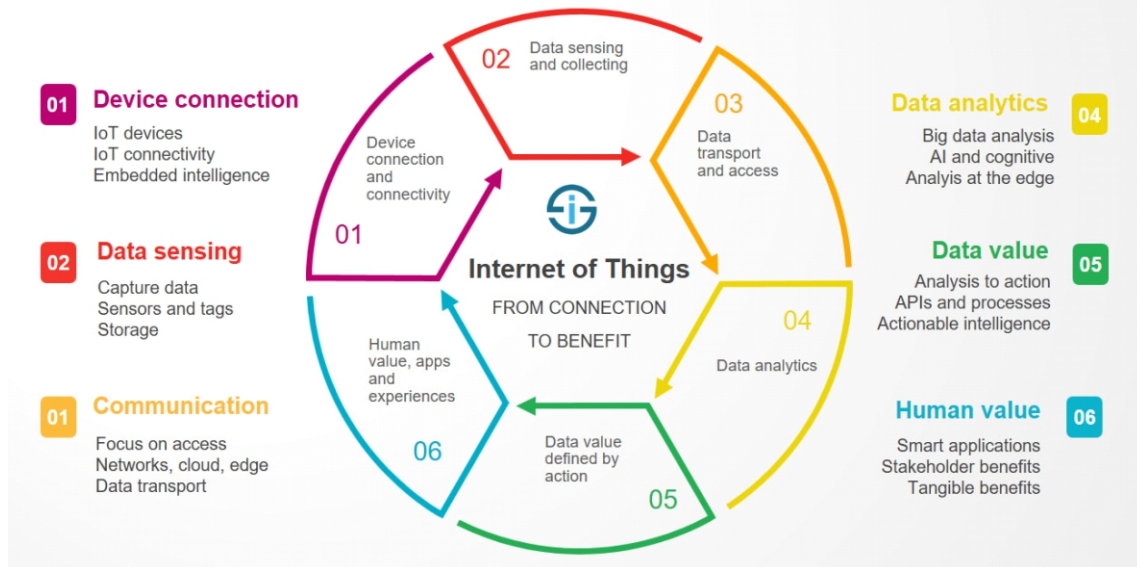 01 Device connection
IoT devices
IoT connectivity
Embedded intelligence
02 Data sensing
Capture data
Sensors and tags
Storage
01 Communication
Focus on access
Networks, cloud, edge
Data transport
Device
connection
and
connectivity
01
02
Data sensing
and collecting
03
Data
transport
and access
04
Data analytics
Data value
defined by
action
05
Human
value, apps
and
experiences
06
S i G
Internet of Things
FROM CONNECTION
TO BENEFIT
Data analytics 04
Big data analysis
AI and cognitive
Analyis at the edge
Data value 05
Analysis to action
APIs and processes
Actionable intelligence
Human value 06
Smart applications
Stakeholder benefits
Tangible benefits